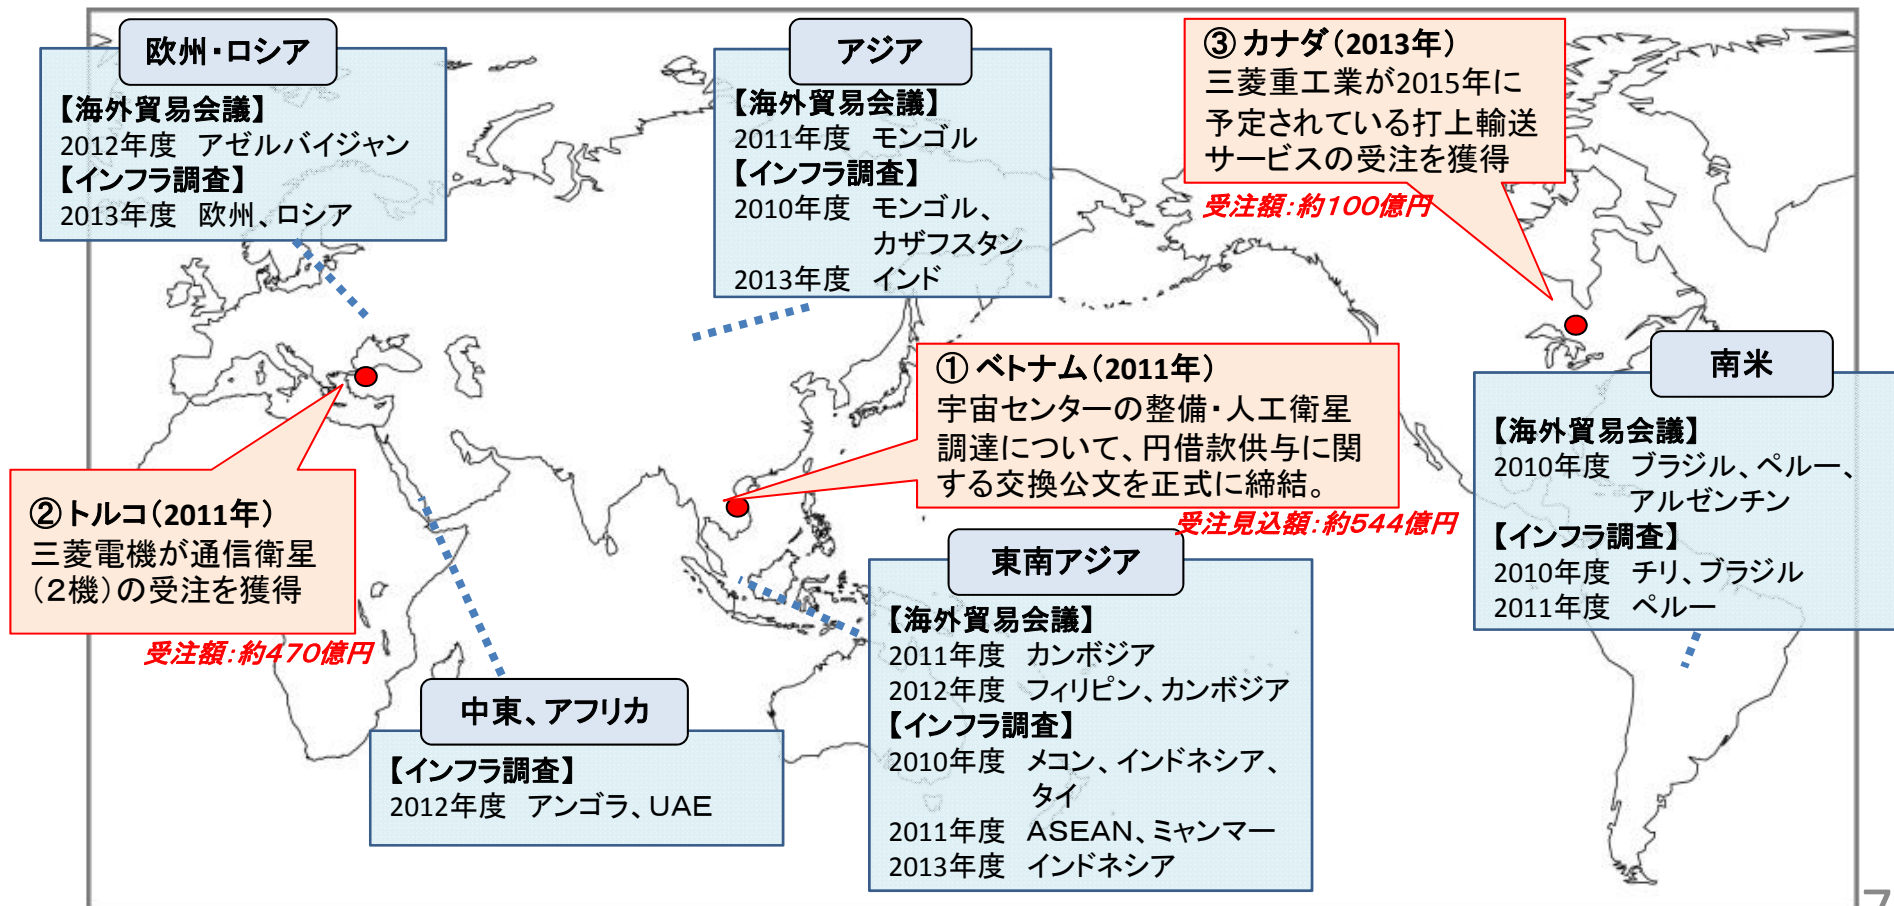 欧州・ロシア
【海外貿易会議】
2012年度 アゼルバイジャン
【インフラ調査】
2013年度 欧州、ロシア
アジア
【海外貿易会議】
2011年度 モンゴル
【インフラ調査】
2010年度 モンゴル、
カザフスタン
2013年度 インド
③カナダ(2013年)
三菱重工業が2015年に
予定されている打上輸送
サービスの受注を獲得
受注額:約100億円
①ベトナム(2011年)
宇宙センターの整備・人工衛星
調達について、円借款供与に関
する交換公文を正式に締結。
受注見込額:約544億円
南米
【海外貿易会議】
2010年度 ブラジル、ペルー、
アルゼンチン
【インフラ調査】
2010年度 チリ、ブラジル
2011年度 ペルー
②トルコ(2011年)
三菱電機が通信衛星
(2機)の受注を獲得
受注額:約470億円
東南アジア
【海外貿易会議】
2011年度 カンボジア
2012年度 フィリピン、カンボジア
【インフラ調査】
2010年度 メコン、インドネシア、
タイ
2011年度 ASEAN、ミャンマー
2013年度 インドネシア
中東、アフリカ
【インフラ調査】
2012年度 アンゴラ、UAE
7